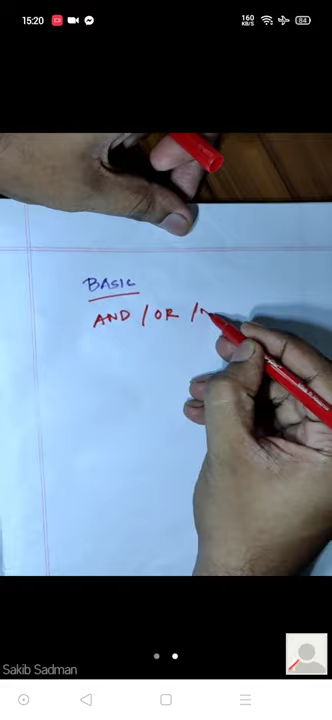 15:20
160 KB/S
84
BASIC
AND / OR /
Sakib Sadman